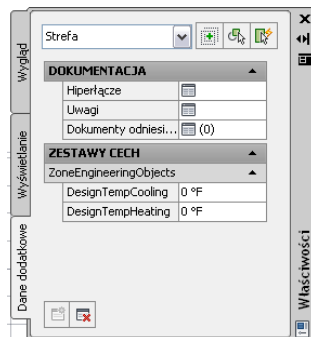 Strefa
DOKUMENTACJA
Hiperłącze
Uwagi
Dokumenty odniesi... (0)
ZESTAWY CECH
ZoneEngineeringObjects
DesignTempCooling 0 °F
DesignTempHeating 0 °F
Wygląd
Wyświetlanie
Dane dodatkowe
Właściwości